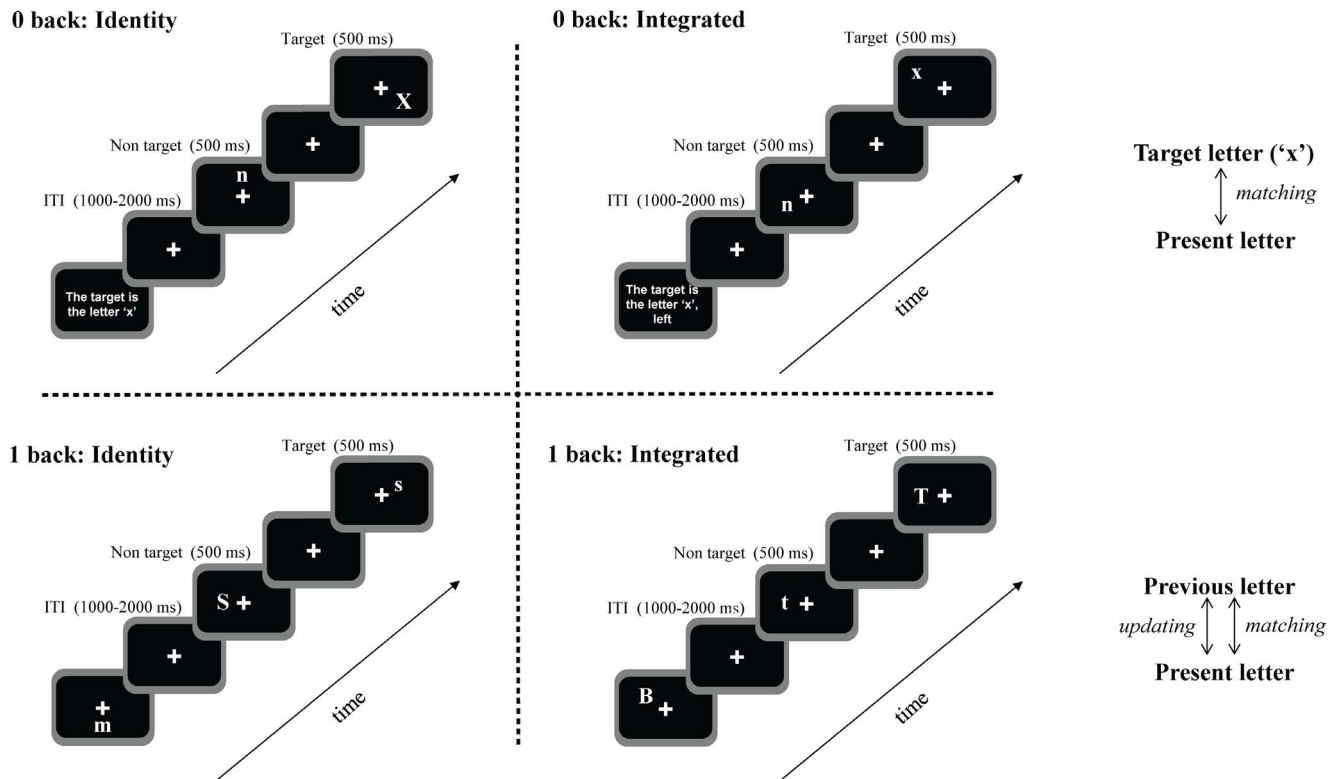 0 back: Identity
Target (500 ms)
X
Non target (500 ms)
n
ITI (1000-2000 ms)
The target is
the letter ‘x’
time
0 back: Integrated
Target (500 ms)
x
Non target (500 ms)
n
ITI (1000-2000 ms)
The target is
the letter ‘x’,
left
time
Target letter (‘x’)
matching
Present letter
1 back: Identity
Target (500 ms)
s
Non target (500 ms)
S
ITI (1000-2000 ms)
m
time
1 back: Integrated
Target (500 ms)
T
Non target (500 ms)
t
ITI (1000-2000 ms)
B
time
Previous letter
updating matching
Present letter